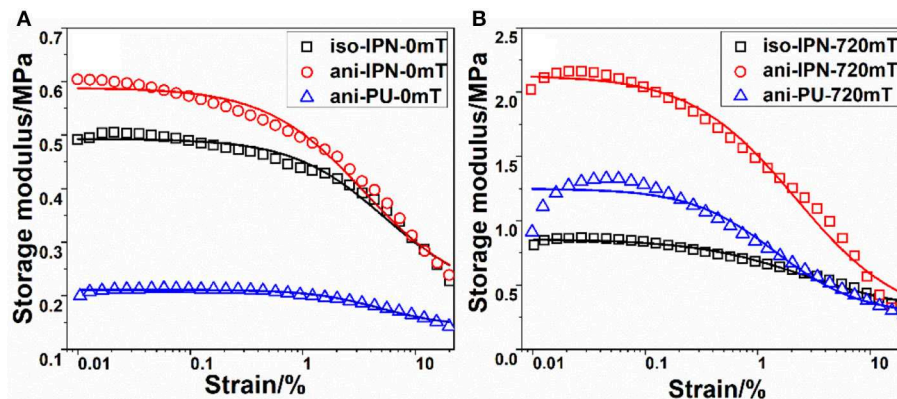 A
0.7
0.6
0.5
0.4
0.3
0.2
0.1
Storage modulus/MPa
iso-IPN-0mT
ani-IPN-0mT
ani-PU-0mT
0.01 0.1 1 10
Strain/%
B
2.5
2.0
1.5
1.0
0.5
0.0
Storage modulus/MPa
iso-IPN-720mT
ani-IPN-720mT
ani-PU-720mT
0.01 0.1 1 10
Strain/%